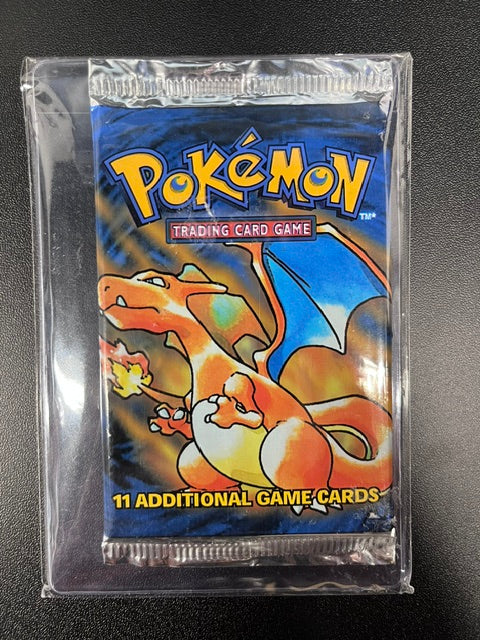 POKéMON
TM*
TRADING CARD GAME
11 ADDITIONAL GAME CARDS